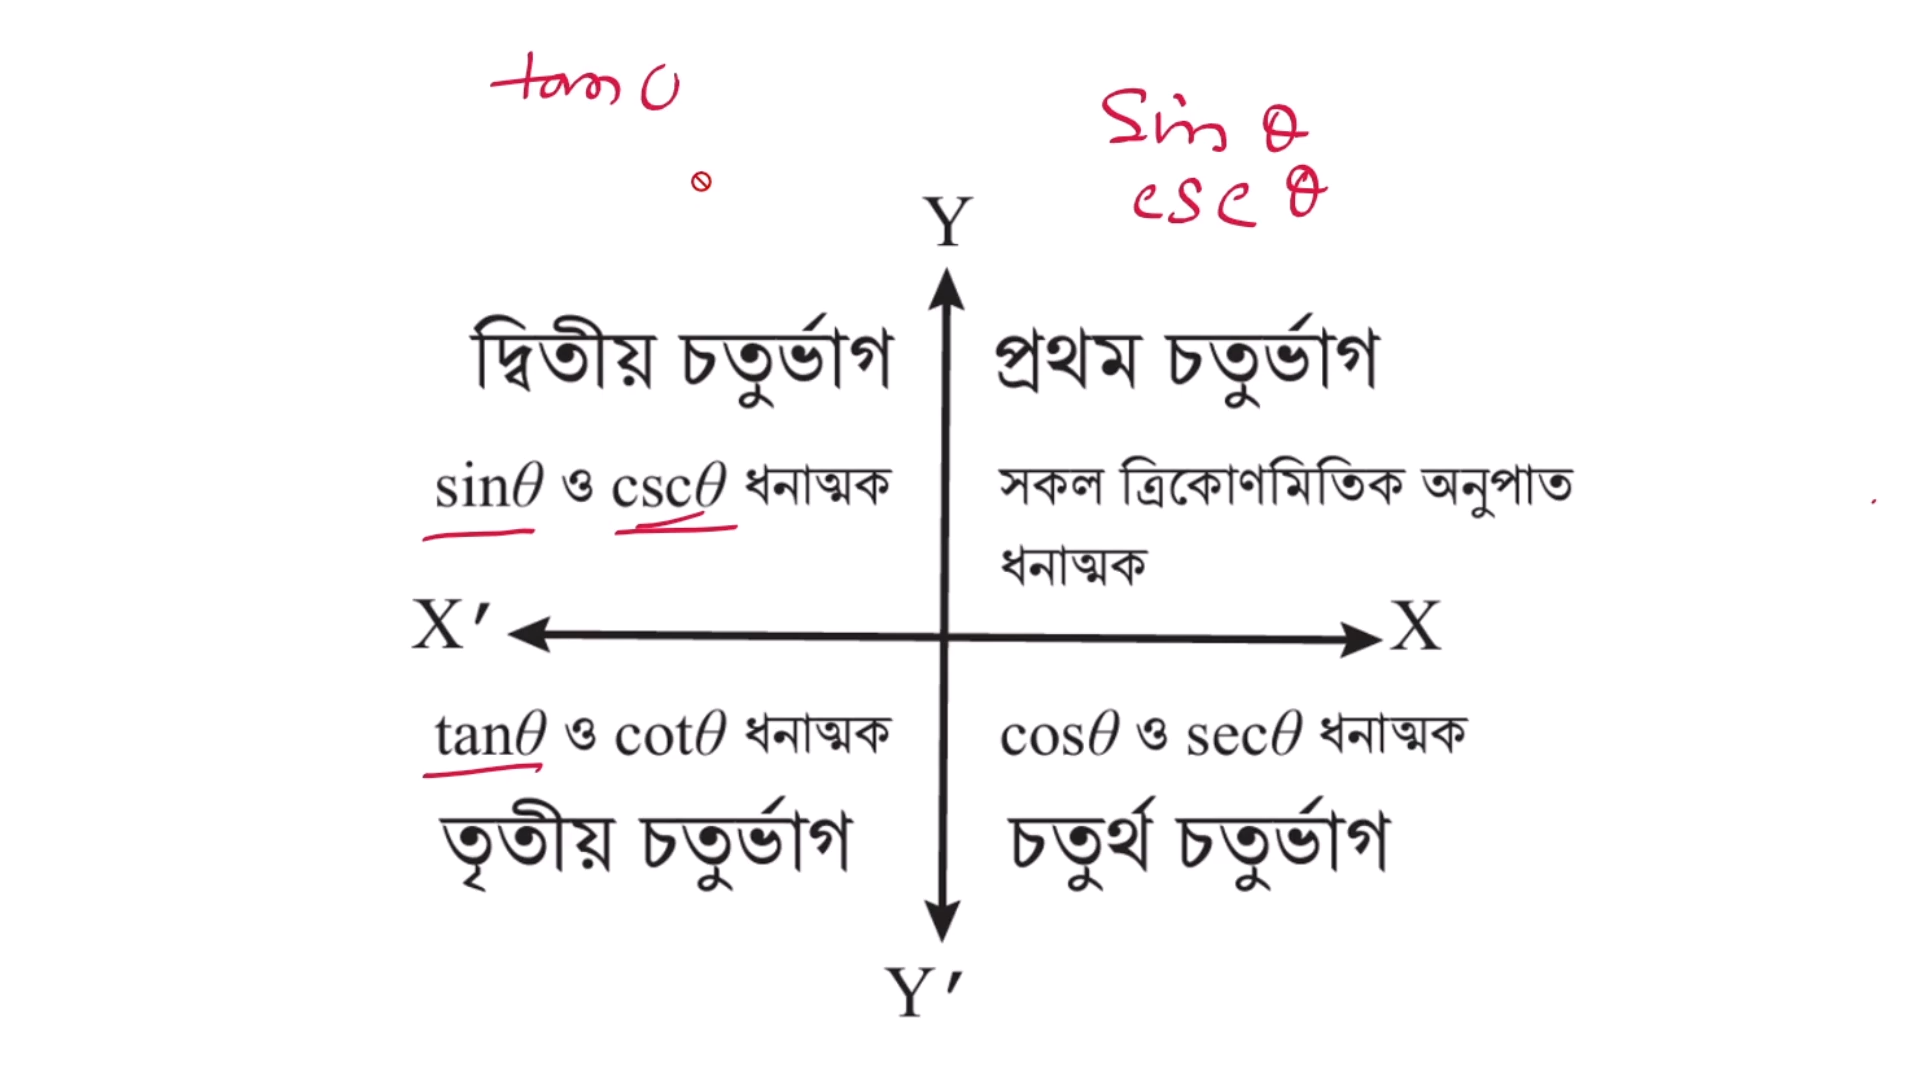 tan θ
sin θ
csc θ
Y
দ্বিতীয় চতুর্ভাগ
প্রথম চতুর্ভাগ
sinθ ও cscθ ধনাত্মক
সকল ত্রিকোণমিতিক অনুপাত
ধনাত্মক
X′
X
tanθ ও cotθ ধনাত্মক
cosθ ও secθ ধনাত্মক
তৃতীয় চতুর্ভাগ
চতুর্থ চতুর্ভাগ
Y′